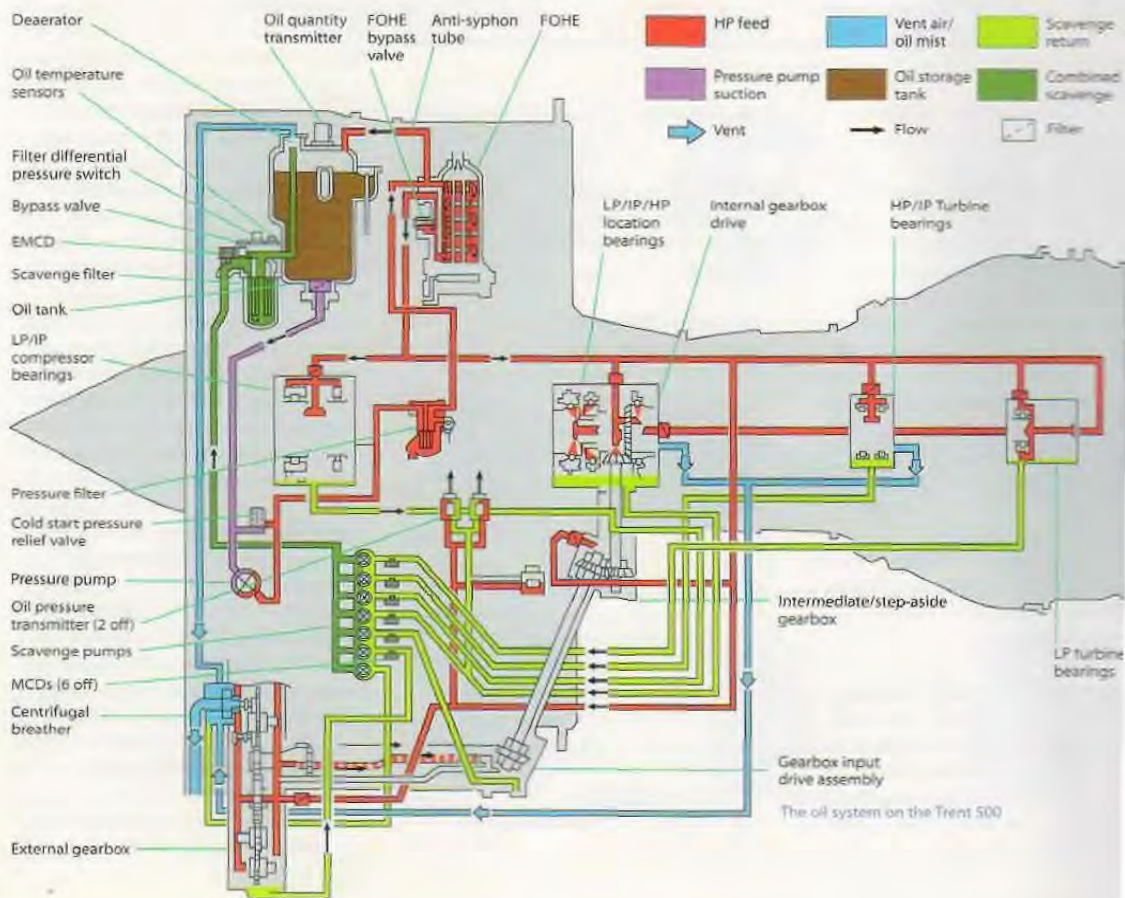 Deaerator
Oil temperature
sensors
Filter differential
pressure switch
Bypass valve
EMCD
Scavenge filter
Oil tank
LP/IP
compressor
bearings
Pressure filter
Cold start pressure
relief valve
Pressure pump
Oil pressure
transmitter (2 off)
Scavenge pumps
MCDs (6 off)
Centrifugal
breather
External gearbox
Oil quantity
transmitter
FOHE
bypass
valve
Anti-syphon
tube
FOHE
HP feed
Vent air/
oil mist
Scavenge
return
Pressure pump
suction
Oil storage
tank
Combined
scavenge
Vent
Flow
Filter
LP/IP/HP
location
bearings
Internal gearbox
drive
HP/IP Turbine
bearings
Intermediate/step-aside
gearbox
LP turbine
bearings
Gearbox input
drive assembly
The oil system on the Trent 500